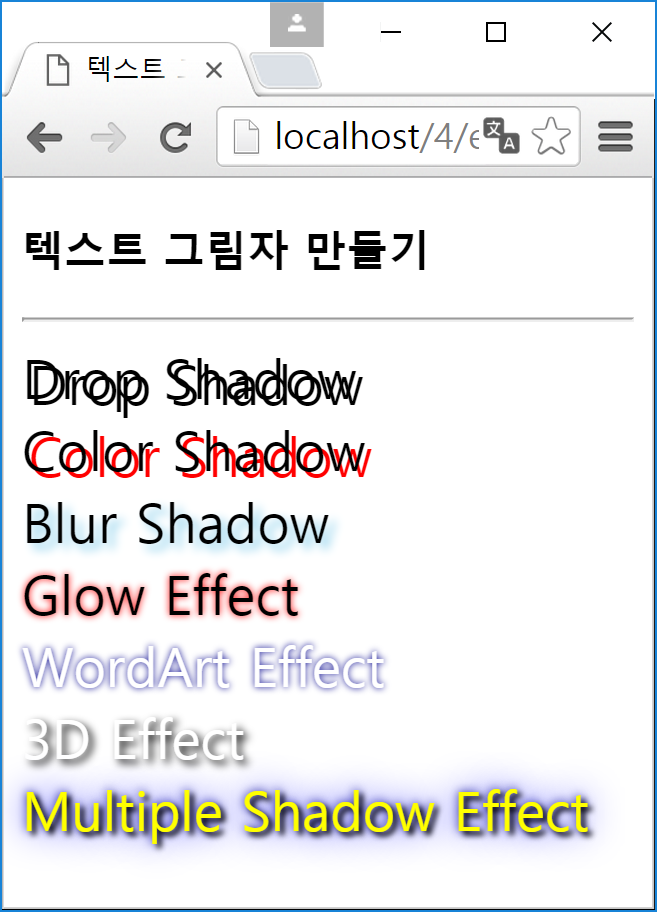 텍스트
localhost/4/e
텍스트 그림자 만들기
Drop Shadow
Color Shadow
Blur Shadow
Glow Effect
WordArt Effect
3D Effect
Multiple Shadow Effect